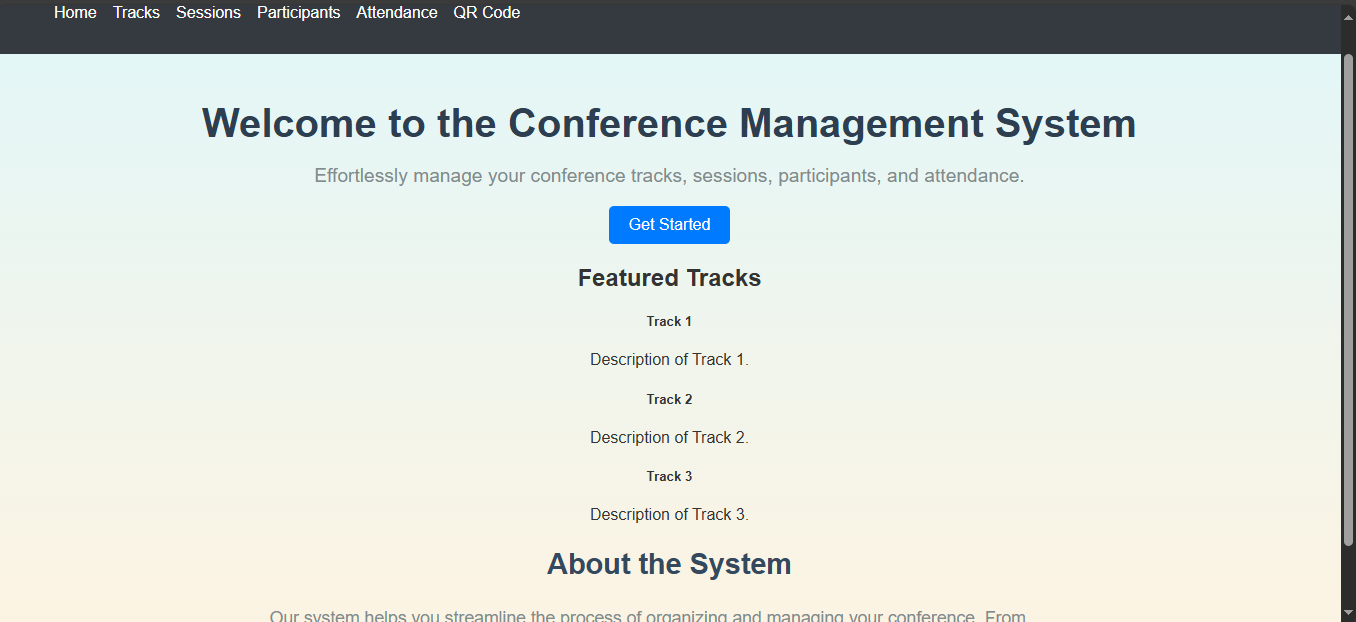 Home Tracks Sessions Participants Attendance QR Code
Welcome to the Conference Management System
Effortlessly manage your conference tracks, sessions, participants, and attendance.
Get Started
Featured Tracks
Track 1
Description of Track 1.
Track 2
Description of Track 2.
Track 3
Description of Track 3.
About the System
Our system helps you streamline the process of organizing and managing your conference. From